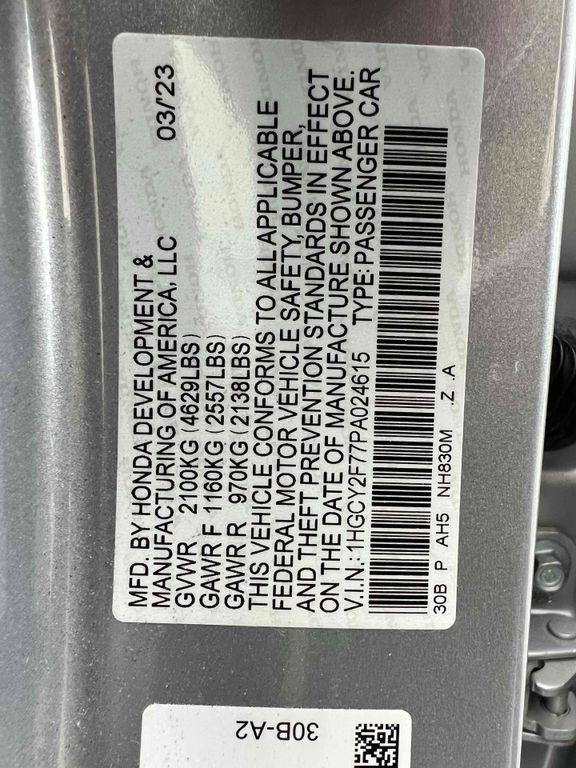 MFD. BY HONDA DEVELOPMENT &
MANUFACTURING OF AMERICA, LLC 03/'23
GVWR 2100KG (4629LBS)
GAWR F 1160KG (2557LBS)
GAWR R 970KG (2138LBS)
THIS VEHICLE CONFORMS TO ALL APPLICABLE
FEDERAL MOTOR VEHICLE SAFETY, BUMPER,
AND THEFT PREVENTION STANDARDS IN EFFECT
ON THE DATE OF MANUFACTURE SHOWN ABOVE.
V.I.N.: 1HGCY2F77PA024615 TYPE: PASSENGER CAR
30B P AH5 NH830M .Z .A
30B-A2